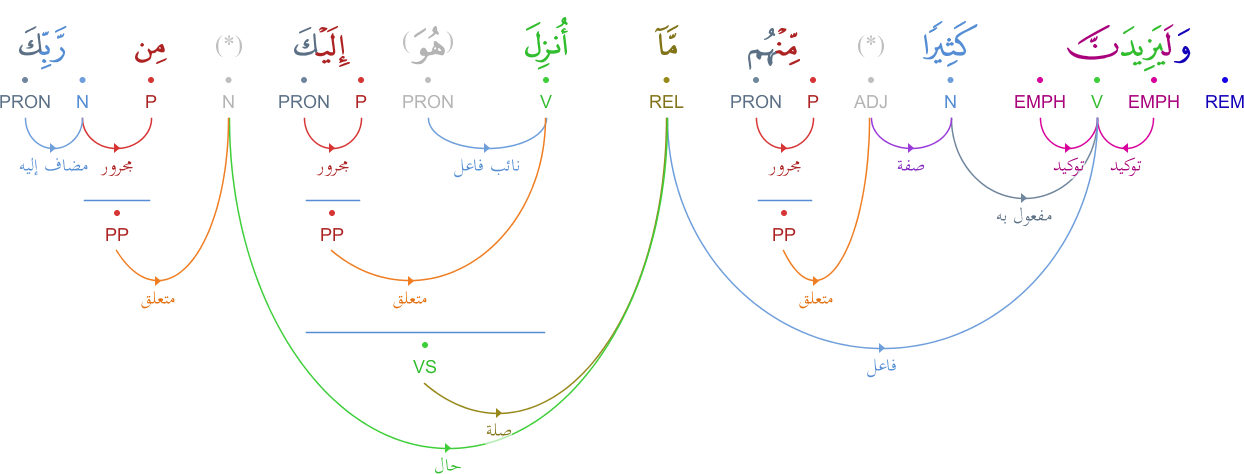 وَلَيَزِيدَنَّ كَثِيرًا (*) مِّنْهُم مَّآ أُنزِلَ (هُوَ) إِلَيْكَ (*) مِن رَّبِّكَ
PRON N P N PRON P PRON V REL PRON P ADJ N EMPH V EMPH REM
توكيد توكيد صفة مجرور نائب فاعل مجرور مجرور مضاف إليه
مفعول به
PP PP PP
متعلق متعلق متعلق
VS
فاعل
صلة
حال